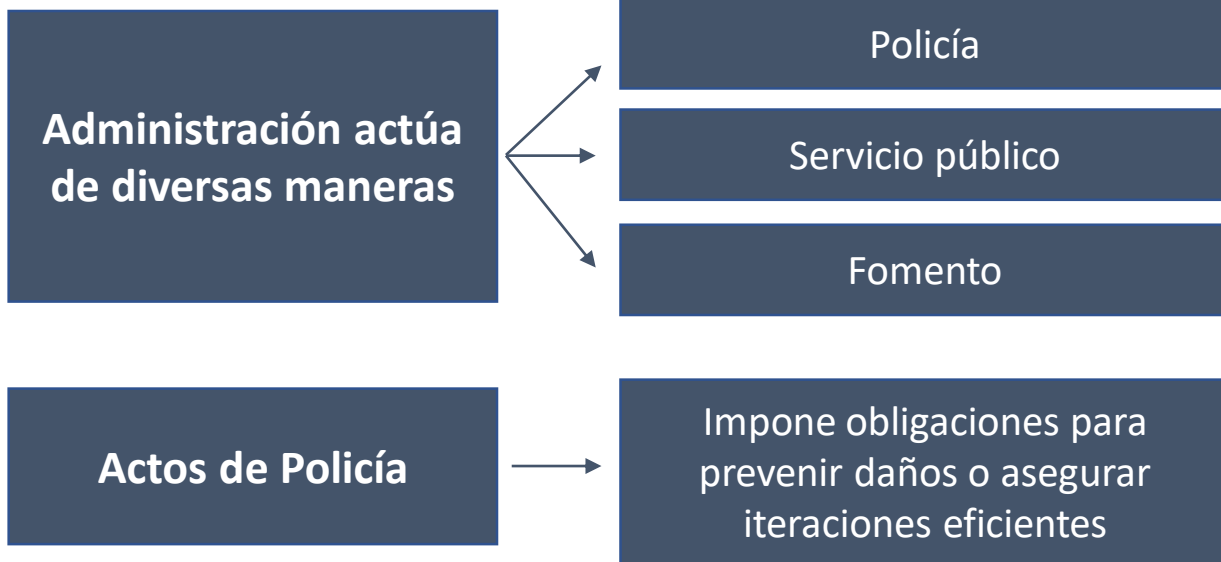 Administración actúa
de diversas maneras
Policía
Servicio público
Fomento
Actos de Policía
Impone obligaciones para
prevenir daños o asegurar
iteraciones eficientes